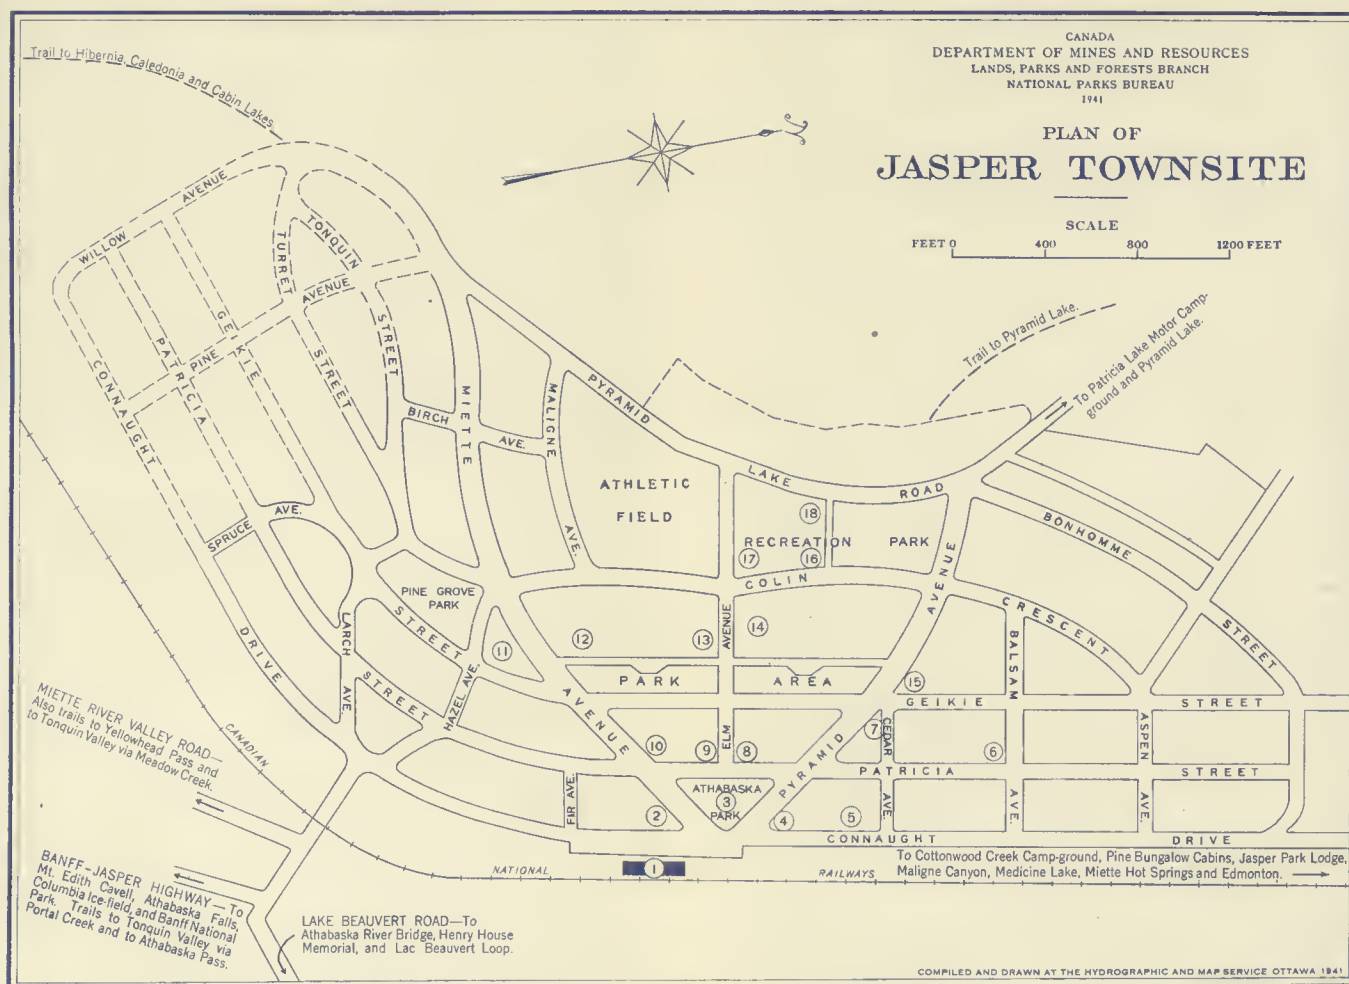 CANADA
DEPARTMENT OF MINES AND RESOURCES
LANDS, PARKS AND FORESTS BRANCH
NATIONAL PARKS BUREAU
1941
PLAN OF
JASPER TOWNSITE
SCALE
FEET 0 400 800 1200 FEET
Trail to Hibernia, Caledonia and Cabin Lakes.
Trail to Pyramid Lake.
To Patricia Lake Motor Camp-
ground and Pyramid Lake.
WILLOW AVENUE
TURRET STREET
TONQUIN STREET
PINE AVENUE
GEIKIE
PATRICIA
CONNAUGHT DRIVE
BIRCH AVE.
MIETTE AVENUE
MALIGNE AVE.
PYRAMID LAKE ROAD
ATHLETIC
FIELD
18
RECREATION PARK
17 16
COLIN CRESCENT
BONHOMME STREET
SPRUCE AVE.
PINE GROVE
PARK
STREET
STREET
LARCH AVE.
HAZEL AVE.
11
12
13
14
ELM AVENUE
PARK AREA
15
BALSAM AVE.
GEIKIE STREET
7
CEDAR AVE.
6
ASPEN AVE.
10
9
8
PYRAMID AVENUE
PATRICIA STREET
FIR AVE.
2
ATHABASKA
3
PARK
4
5
CONNAUGHT DRIVE
1
CANADIAN NATIONAL RAILWAYS
To Cottonwood Creek Camp-ground, Pine Bungalow Cabins, Jasper Park Lodge,
Maligne Canyon, Medicine Lake, Miette Hot Springs and Edmonton.
MIETTE RIVER VALLEY ROAD—
Also trails to Yellowhead Pass and
to Tonquin Valley via Meadow Creek.
BANFF-JASPER HIGHWAY—To
Mt. Edith Cavell, Athabaska Falls,
Columbia Ice-field, and Banff National
Park. Trails to Tonquin Valley via
Portal Creek and to Athabaska Pass.
LAKE BEAUVERT ROAD—To
Athabaska River Bridge, Henry House
Memorial, and Lac Beauvert Loop.
COMPILED AND DRAWN AT THE HYDROGRAPHIC AND MAP SERVICE OTTAWA 1941